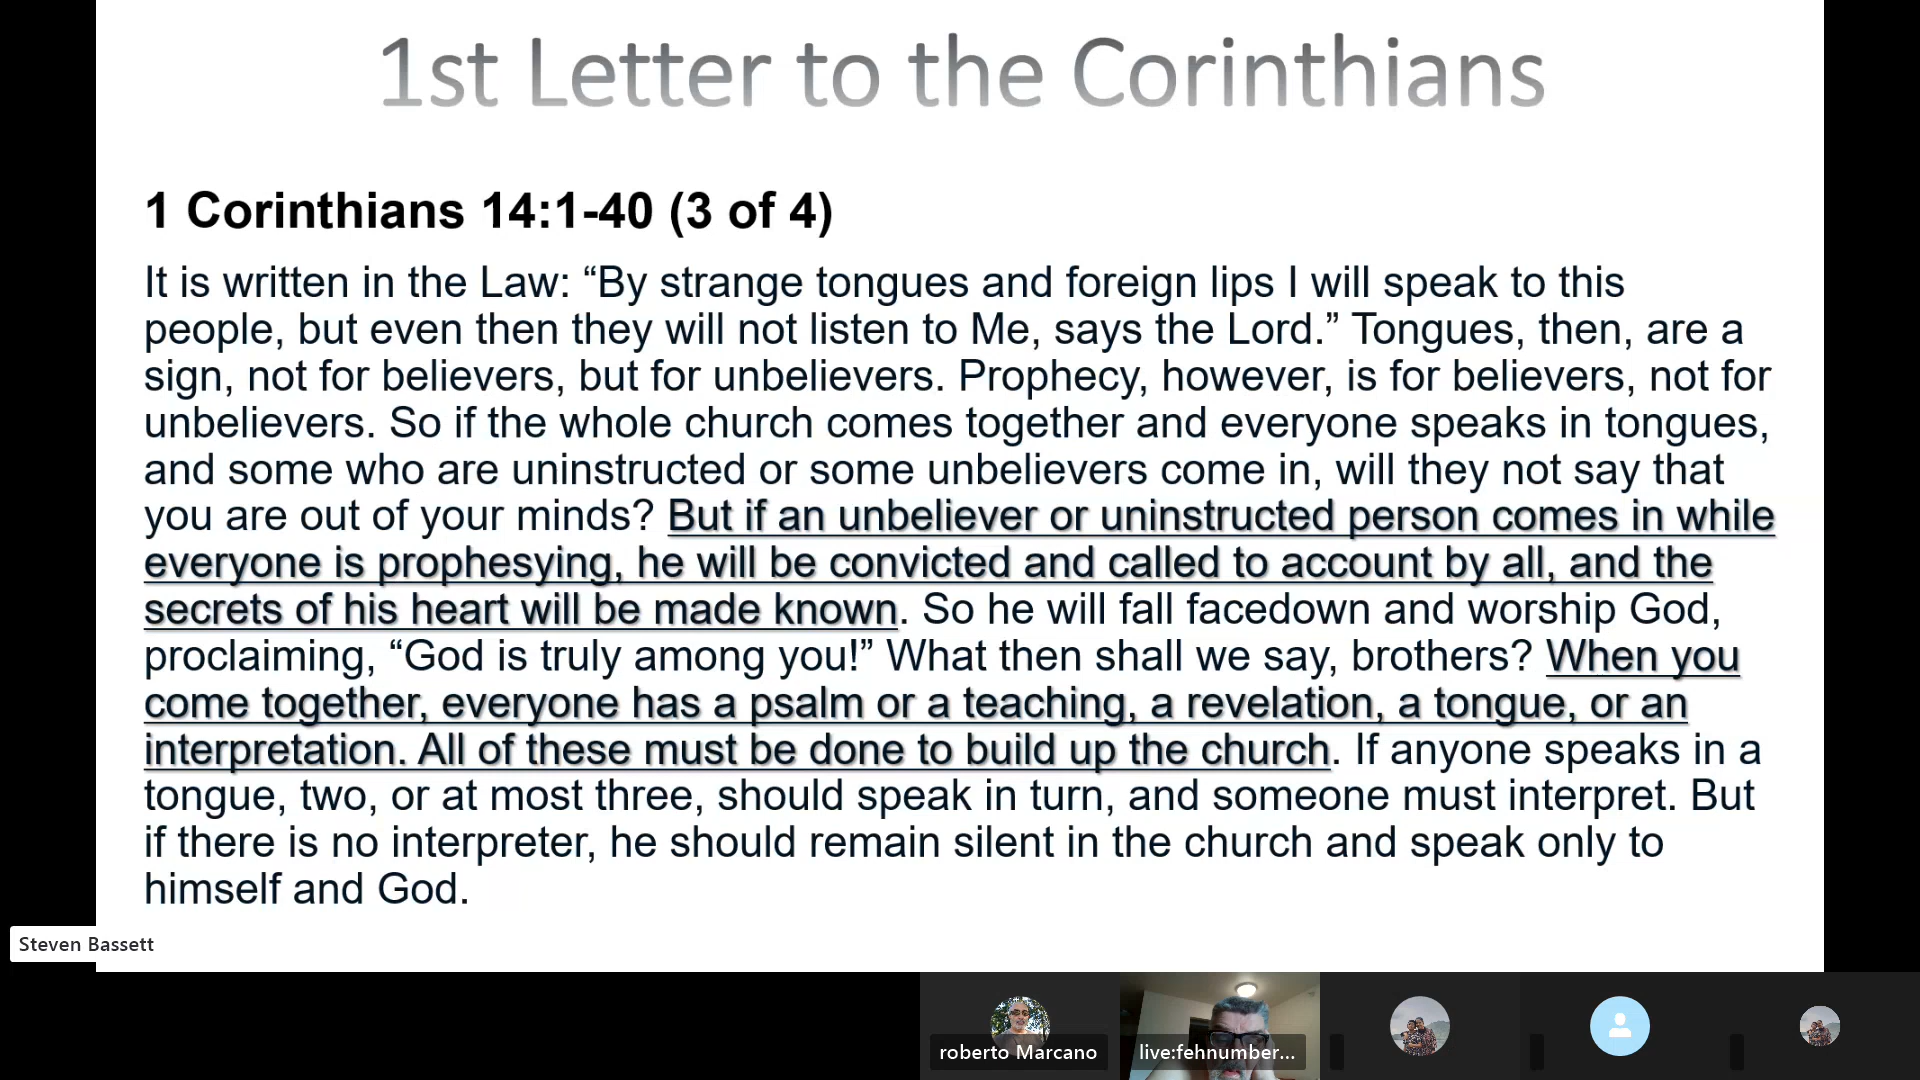 1st Letter to the Corinthians
1 Corinthians 14:1-40 (3 of 4)
It is written in the Law: “By strange tongues and foreign lips I will speak to this
people, but even then they will not listen to Me, says the Lord.” Tongues, then, are a
sign, not for believers, but for unbelievers. Prophecy, however, is for believers, not for
unbelievers. So if the whole church comes together and everyone speaks in tongues,
and some who are uninstructed or some unbelievers come in, will they not say that
you are out of your minds? But if an unbeliever or uninstructed person comes in while
everyone is prophesying, he will be convicted and called to account by all, and the
secrets of his heart will be made known. So he will fall facedown and worship God,
proclaiming, “God is truly among you!” What then shall we say, brothers? When you
come together, everyone has a psalm or a teaching, a revelation, a tongue, or an
interpretation. All of these must be done to build up the church. If anyone speaks in a
tongue, two, or at most three, should speak in turn, and someone must interpret. But
if there is no interpreter, he should remain silent in the church and speak only to
himself and God.
Steven Bassett
roberto Marcano
live:fehnumber...